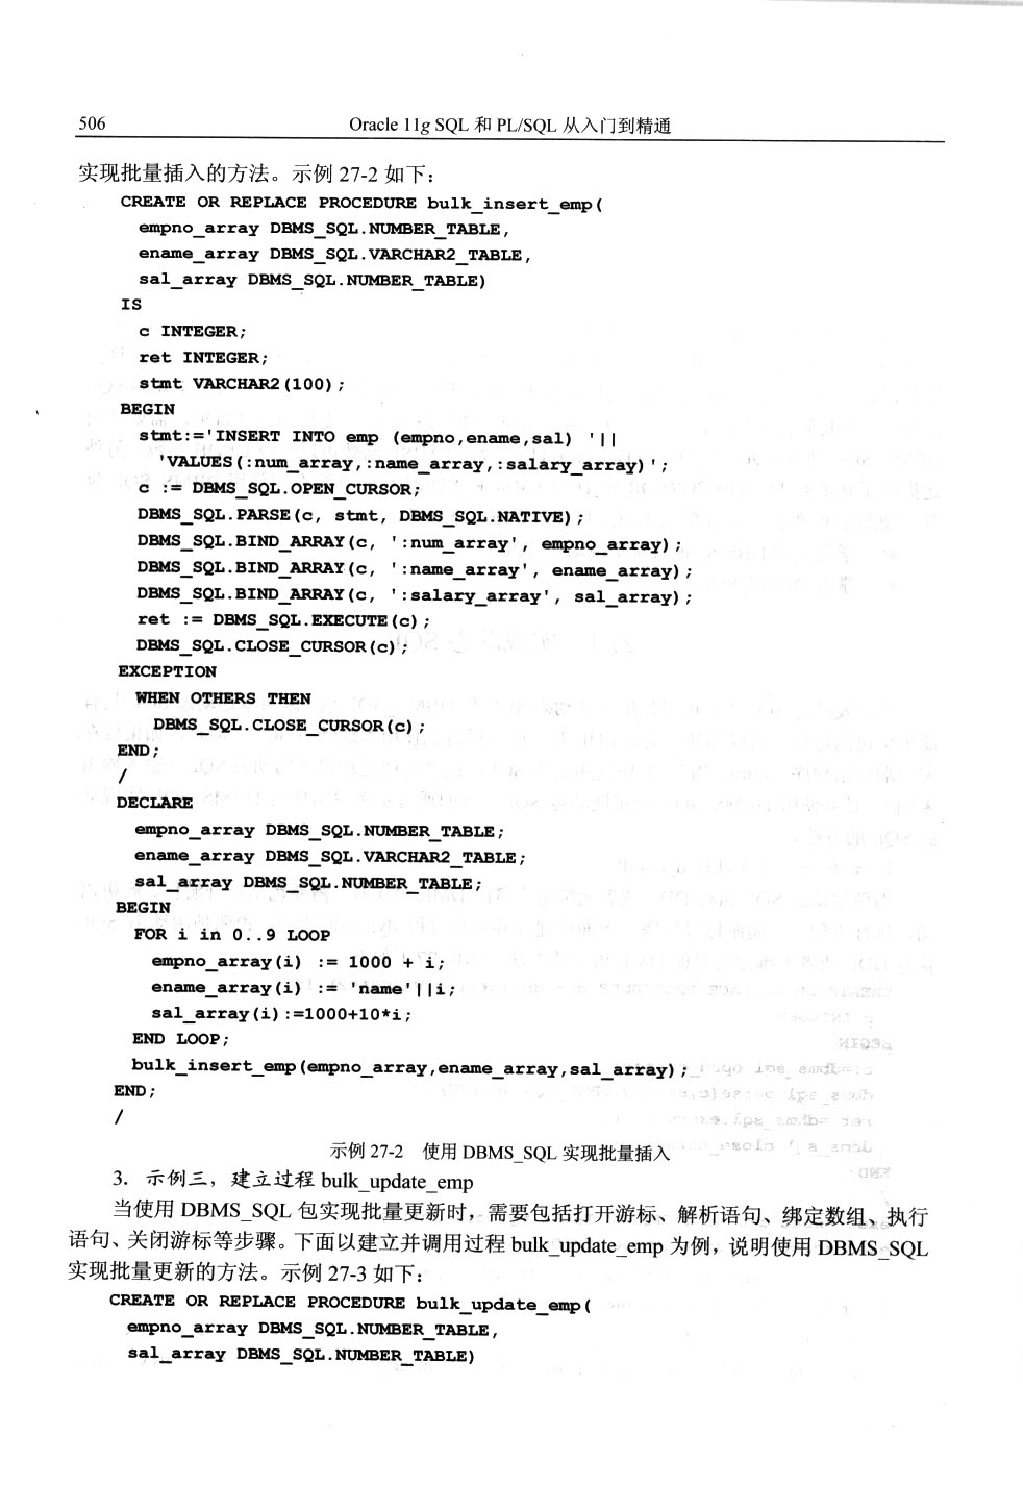 506
Oracle 11g SQL 和 PL/SQL 从入门到精通
实现批量插入的方法。示例 27-2 如下：
CREATE OR REPLACE PROCEDURE bulk_insert_emp(
empno_array DBMS_SQL.NUMBER_TABLE,
ename_array DBMS_SQL.VARCHAR2_TABLE,
sal_array DBMS_SQL.NUMBER_TABLE)
IS
c INTEGER;
ret INTEGER;
stmt VARCHAR2(100);
BEGIN
stmt:='INSERT INTO emp (empno,ename,sal) '||
'VALUES(:num_array,:name_array,:salary_array)';
c := DBMS_SQL.OPEN_CURSOR;
DBMS_SQL.PARSE(c, stmt, DBMS_SQL.NATIVE);
DBMS_SQL.BIND_ARRAY(c, ':num_array', empno_array);
DBMS_SQL.BIND_ARRAY(c, ':name_array', ename_array);
DBMS_SQL.BIND_ARRAY(c, ':salary_array', sal_array);
ret := DBMS_SQL.EXECUTE(c);
DBMS_SQL.CLOSE_CURSOR(c);
EXCEPTION
WHEN OTHERS THEN
DBMS_SQL.CLOSE_CURSOR(c);
END;
/
DECLARE
empno_array DBMS_SQL.NUMBER_TABLE;
ename_array DBMS_SQL.VARCHAR2_TABLE;
sal_array DBMS_SQL.NUMBER_TABLE;
BEGIN
FOR i in 0..9 LOOP
empno_array(i) := 1000 + i;
ename_array(i) := 'name'||i;
sal_array(i):=1000+10*i;
END LOOP;
bulk_insert_emp(empno_array,ename_array,sal_array);
END;
/
示例 27-2 使用 DBMS_SQL 实现批量插入
3. 示例三，建立过程 bulk_update_emp
当使用 DBMS_SQL 包实现批量更新时，需要包括打开游标、解析语句、绑定数组、执行
语句、关闭游标等步骤。下面以建立并调用过程 bulk_update_emp 为例，说明使用 DBMS_SQL
实现批量更新的方法。示例 27-3 如下：
CREATE OR REPLACE PROCEDURE bulk_update_emp(
empno_array DBMS_SQL.NUMBER_TABLE,
sal_array DBMS_SQL.NUMBER_TABLE)